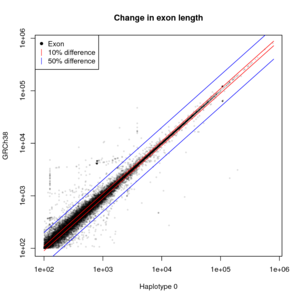 Change in exon length
Exon
10% difference
50% difference
GRCh38
1e+06
1e+05
1e+04
1e+03
1e+02
1e+02
1e+03
1e+04
1e+05
1e+06
Haplotype 0